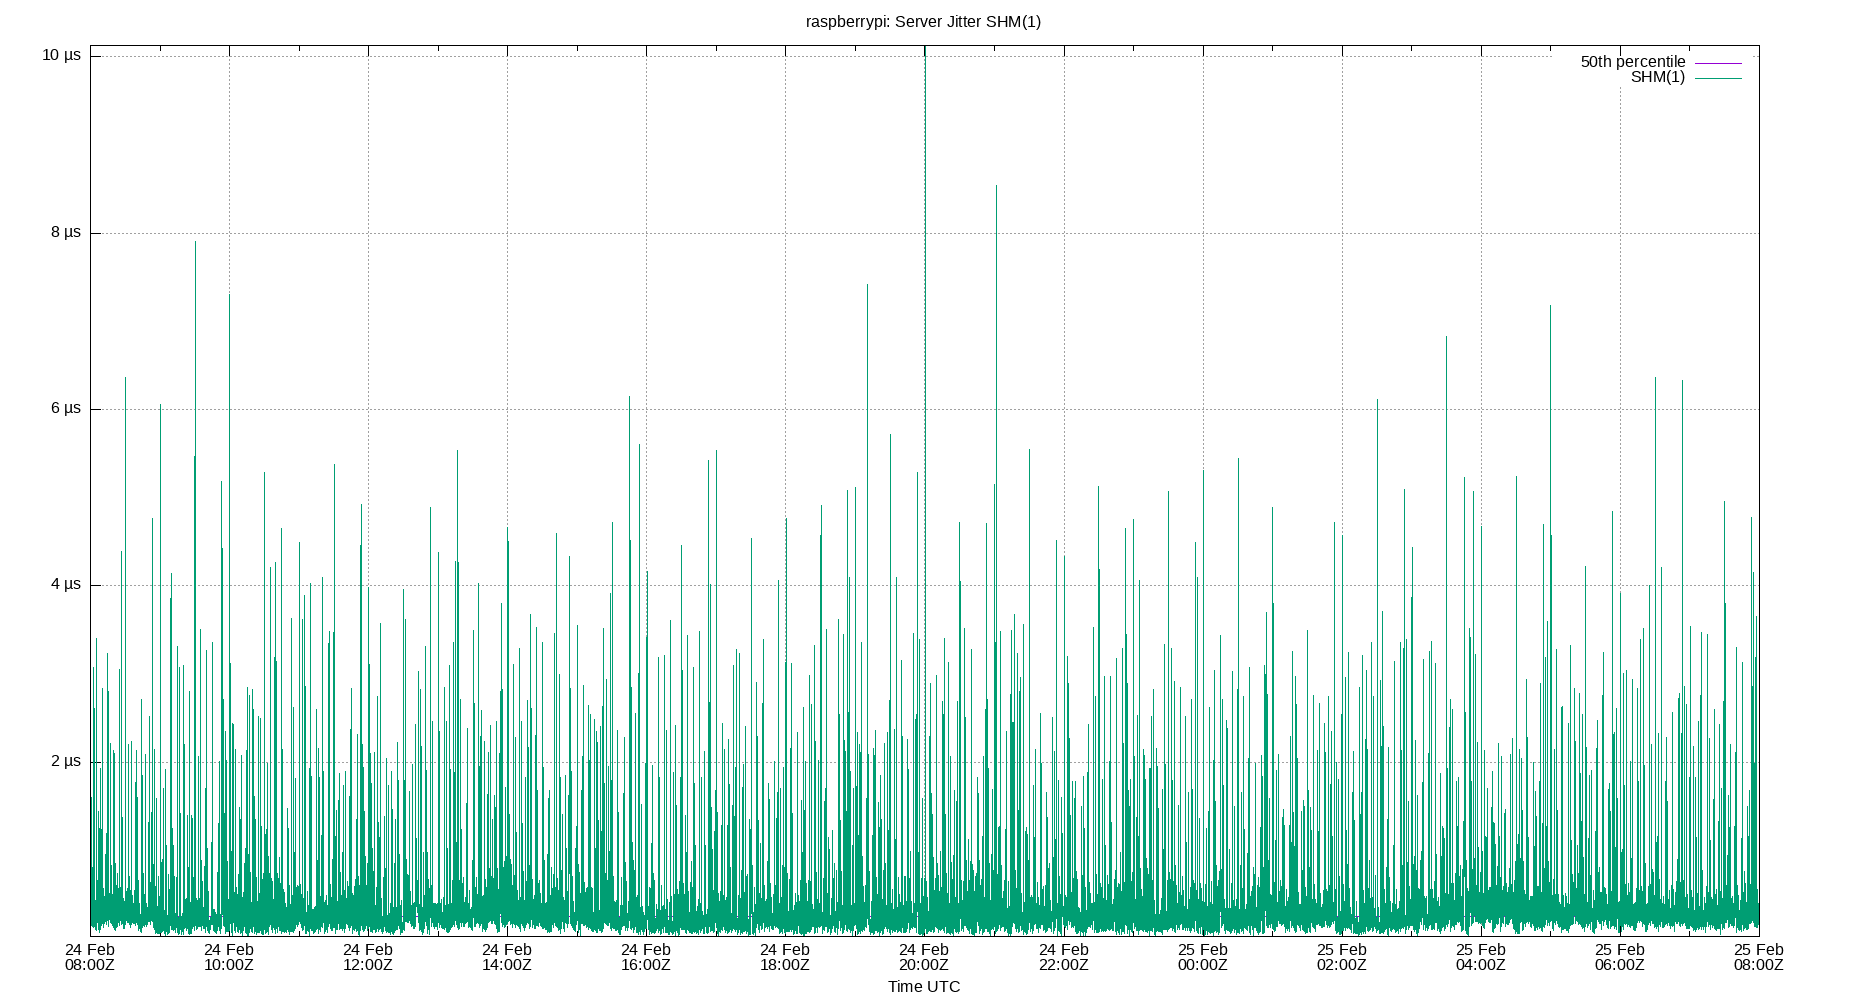 raspberrypi: Server Jitter SHM(1)
10 µs
50th percentile
SHM(1)
8 µs
6 µs
4 µs
2 µs
24 Feb 24 Feb 24 Feb 24 Feb 24 Feb 24 Feb 24 Feb 24 Feb 25 Feb 25 Feb 25 Feb 25 Feb 25 Feb
08:00Z 10:00Z 12:00Z 14:00Z 16:00Z 18:00Z 20:00Z 22:00Z 00:00Z 02:00Z 04:00Z 06:00Z 08:00Z
Time UTC